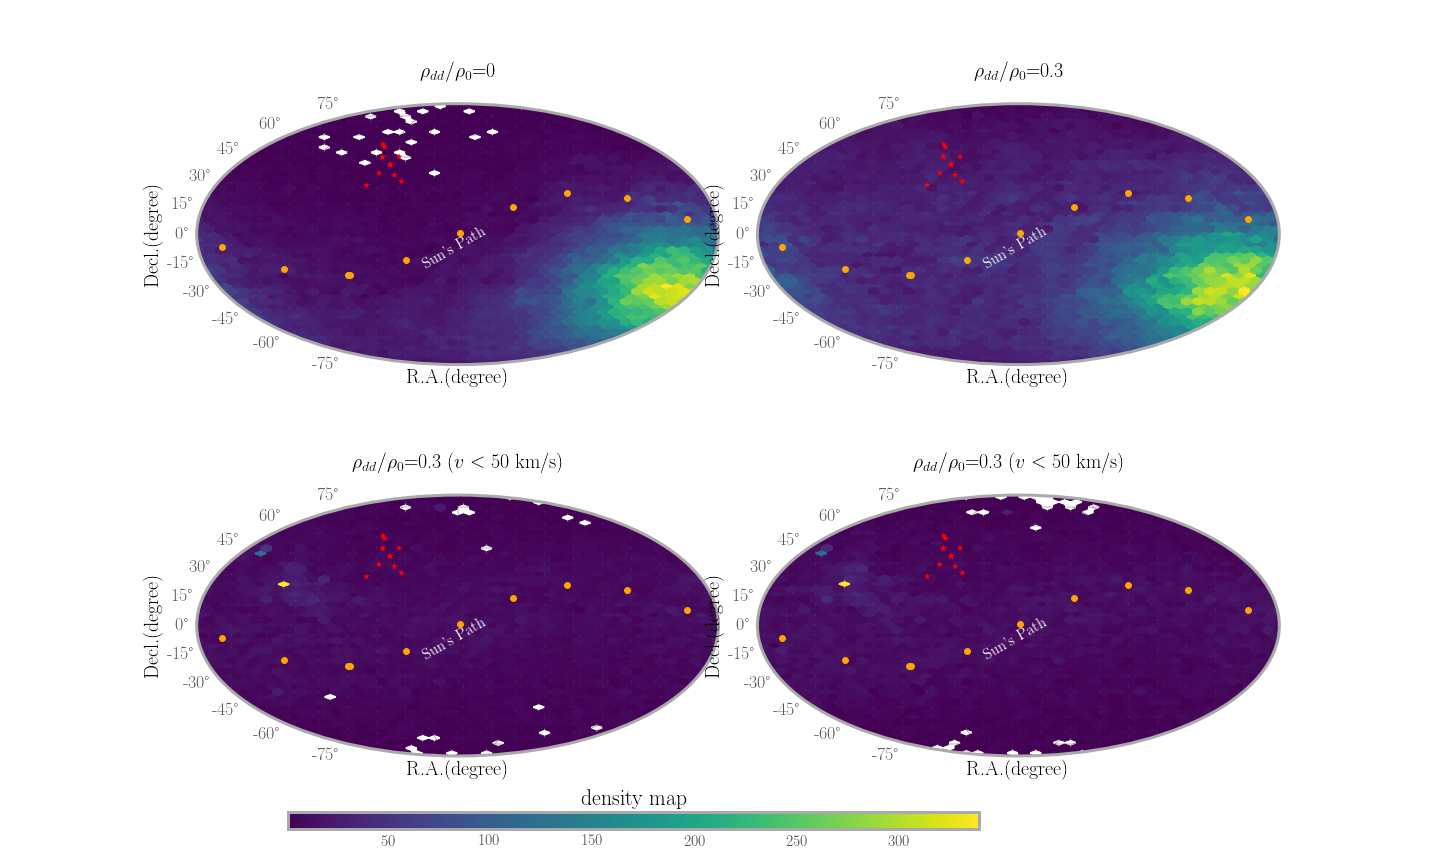 ρdd/ρ0=0
75°
60°
45°
30°
15°
0°
-15°
-30°
-45°
-60°
-75°
Decl.(degree)
Sun's Path
R.A.(degree)
ρdd/ρ0=0.3
75°
60°
45°
30°
15°
0°
-15°
-30°
-45°
-60°
-75°
Decl.(degree)
Sun's Path
R.A.(degree)
ρdd/ρ0=0.3 (v < 50 km/s)
75°
60°
45°
30°
15°
0°
-15°
-30°
-45°
-60°
-75°
Decl.(degree)
Sun's Path
R.A.(degree)
ρdd/ρ0=0.3 (v < 50 km/s)
75°
60°
45°
30°
15°
0°
-15°
-30°
-45°
-60°
-75°
Decl.(degree)
Sun's Path
R.A.(degree)
density map
50 100 150 200 250 300